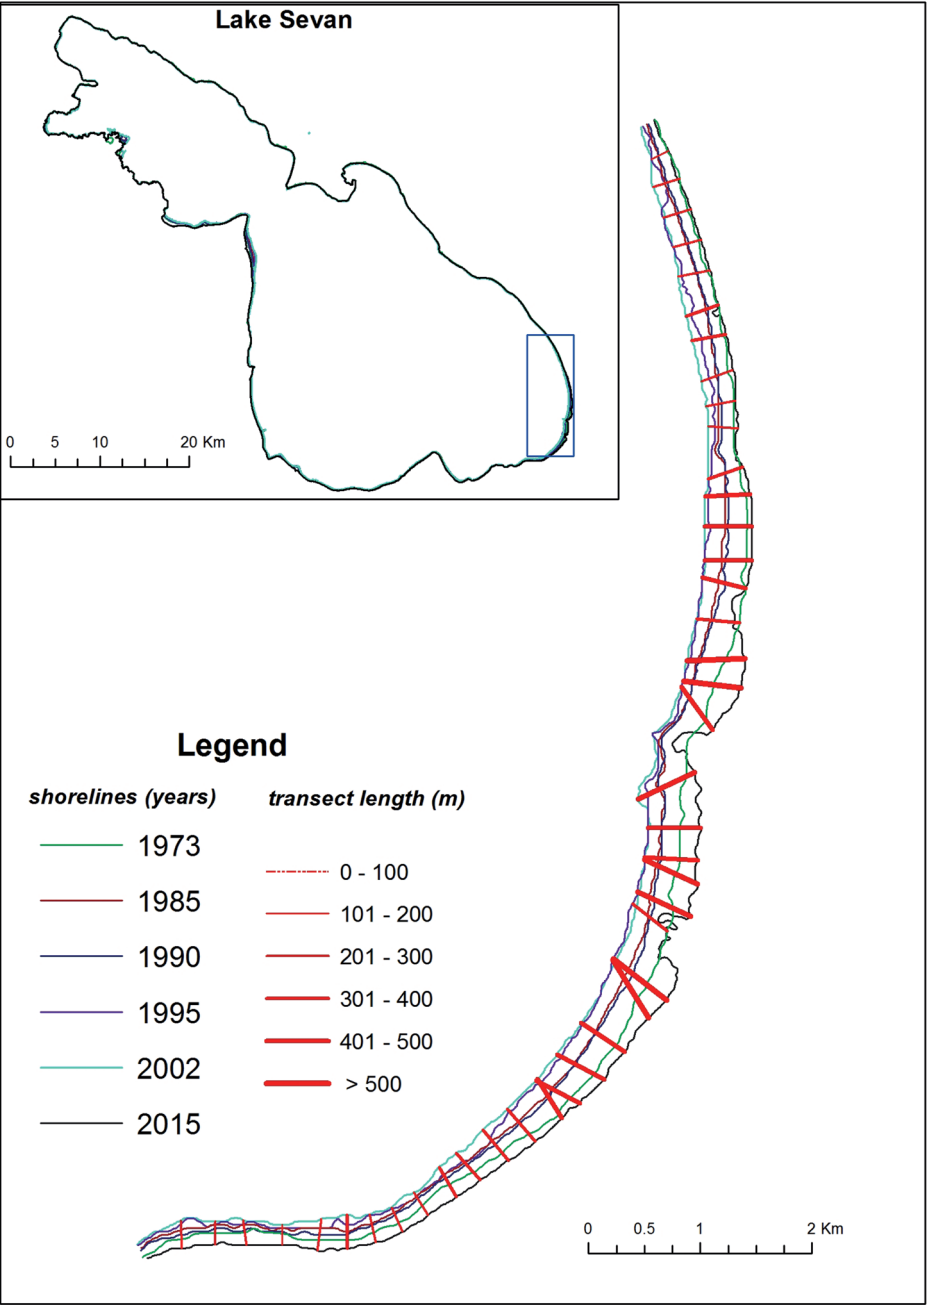 Lake Sevan
0 5 10 20 Km
Legend
shorelines (years)
1973
1985
1990
1995
2002
2015
transect length (m)
0 - 100
101 - 200
201 - 300
301 - 400
401 - 500
> 500
0 0.5 1 2 Km